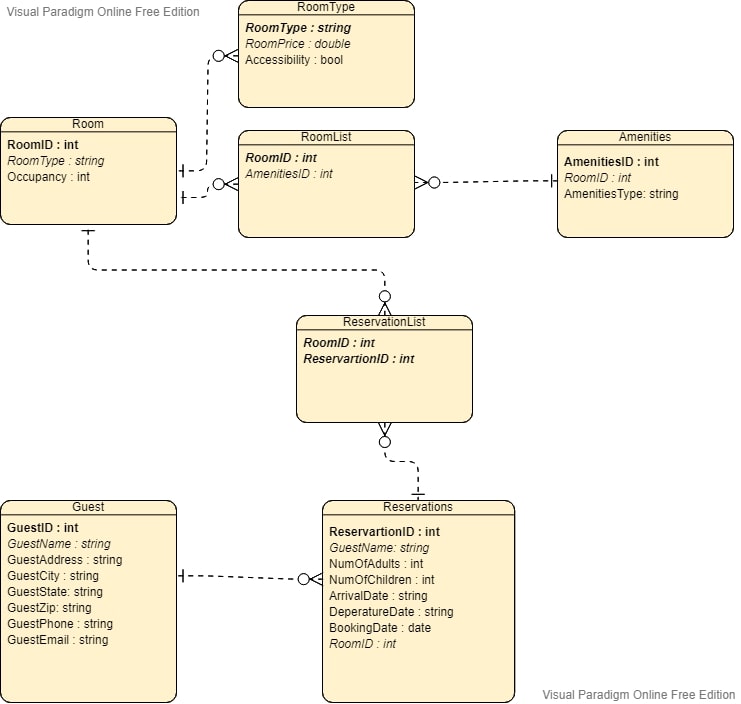 Visual Paradigm Online Free Edition
RoomType
RoomType : string
RoomPrice : double
Accessibility : bool
Room
RoomID : int
RoomType : string
Occupancy : int
RoomList
RoomID : int
AmenitiesID : int
Amenities
AmenitiesID : int
RoomID : int
AmenitiesType: string
ReservationList
RoomID : int
ReservartionID : int
Guest
GuestID : int
GuestName : string
GuestAddress : string
GuestCity : string
GuestState: string
GuestZip: string
GuestPhone : string
GuestEmail : string
Reservations
ReservartionID : int
GuestName: string
NumOfAdults : int
NumOfChildren : int
ArrivalDate : string
DeperatureDate : string
BookingDate : date
RoomID : int
Visual Paradigm Online Free Edition